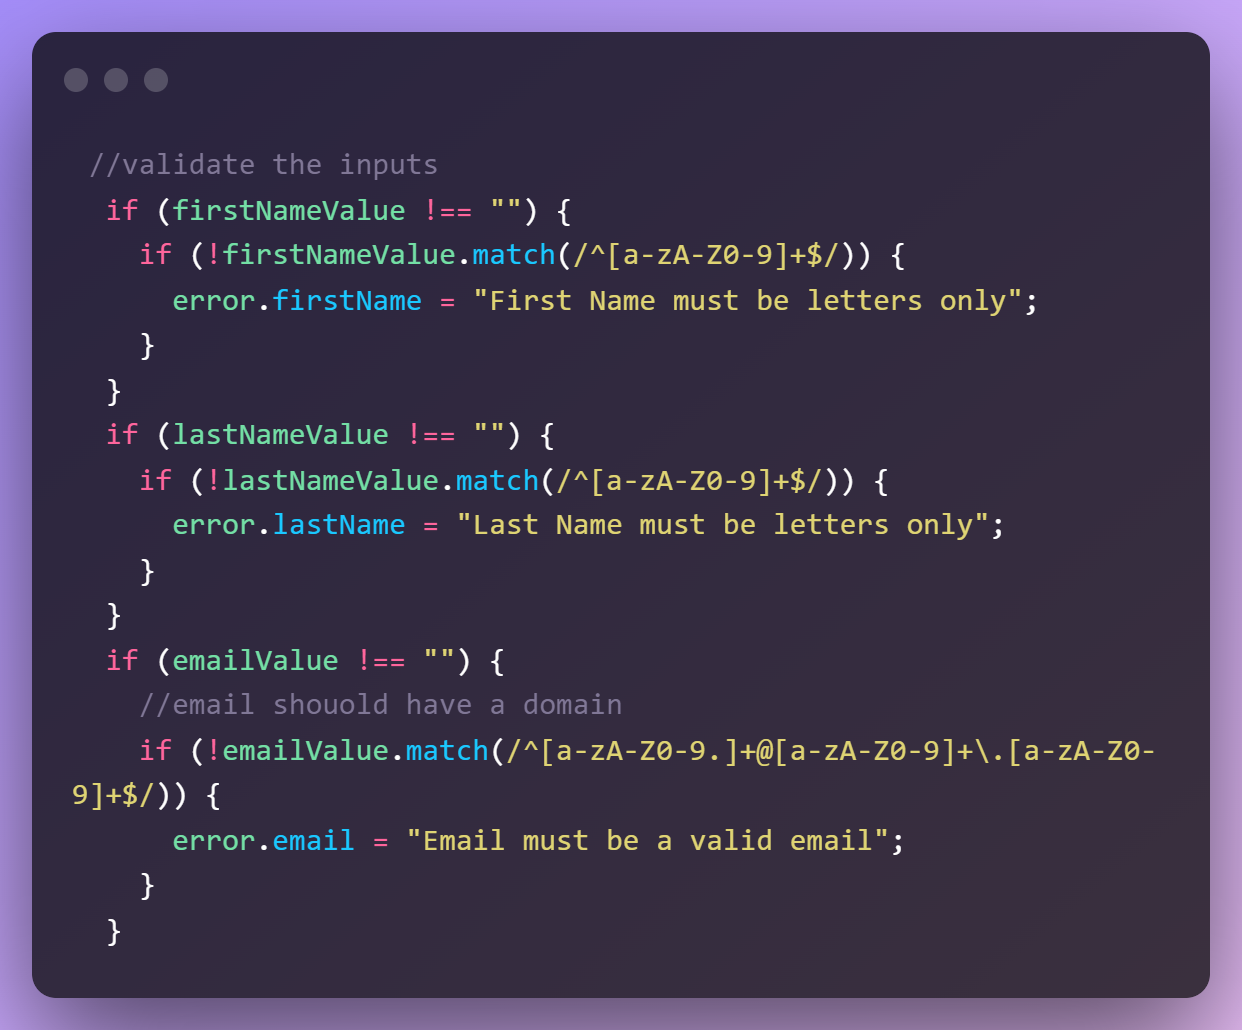 //validate the inputs
if (firstNameValue !== "") {
if (!firstNameValue.match(/^[a-zA-Z0-9]+$/)) {
error.firstName = "First Name must be letters only";
}
}
if (lastNameValue !== "") {
if (!lastNameValue.match(/^[a-zA-Z0-9]+$/)) {
error.lastName = "Last Name must be letters only";
}
}
if (emailValue !== "") {
//email shouold have a domain
if (!emailValue.match(/^[a-zA-Z0-9.]+@[a-zA-Z0-9]+\.[a-zA-Z0-
9]+$/)) {
error.email = "Email must be a valid email";
}
}